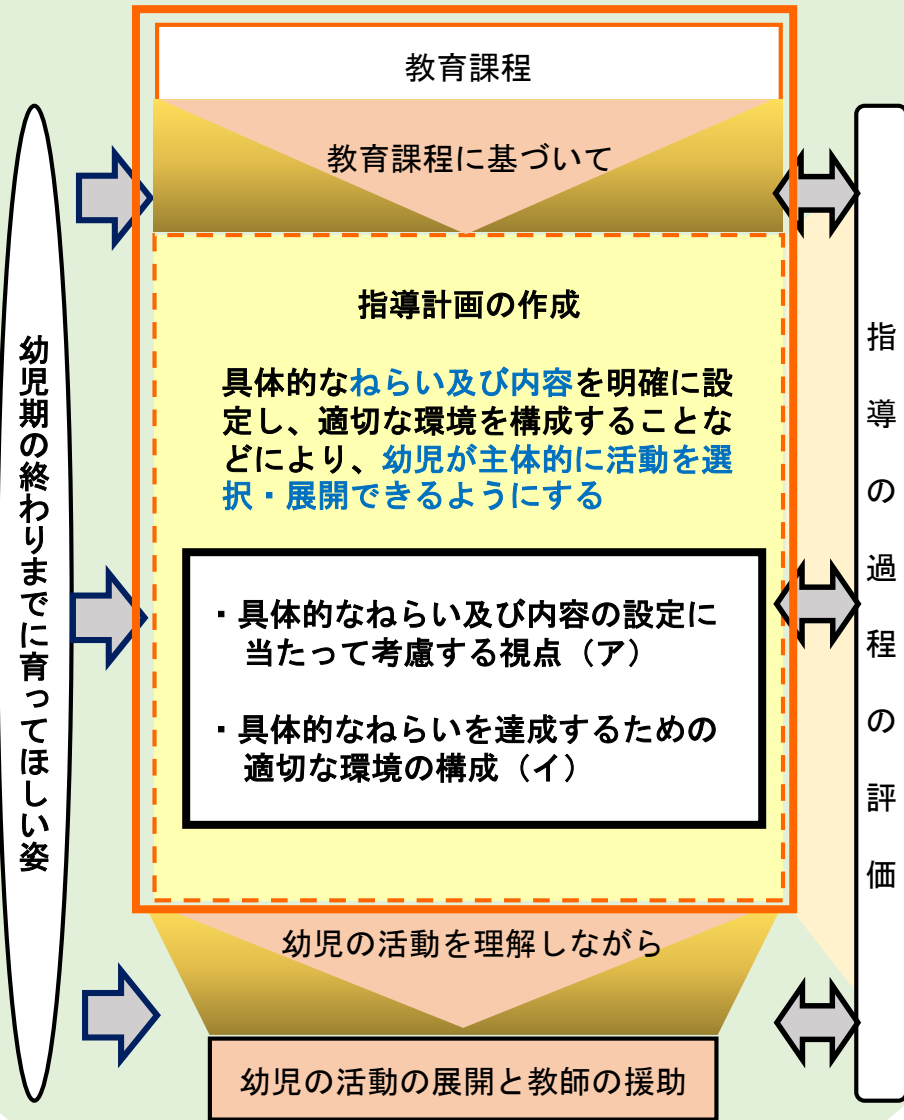 教育課程
教育課程に基づいて
幼児期の終わりまでに育ってほしい姿
指導計画の作成
具体的なねらい及び内容を明確に設
定し、適切な環境を構成することな
どにより、幼児が主体的に活動を選
択・展開できるようにする
・具体的なねらい及び内容の設定に
当たって考慮する視点（ア）
・具体的なねらいを達成するための
適切な環境の構成（イ）
指導の過程の評価
幼児の活動を理解しながら
幼児の活動の展開と教師の援助